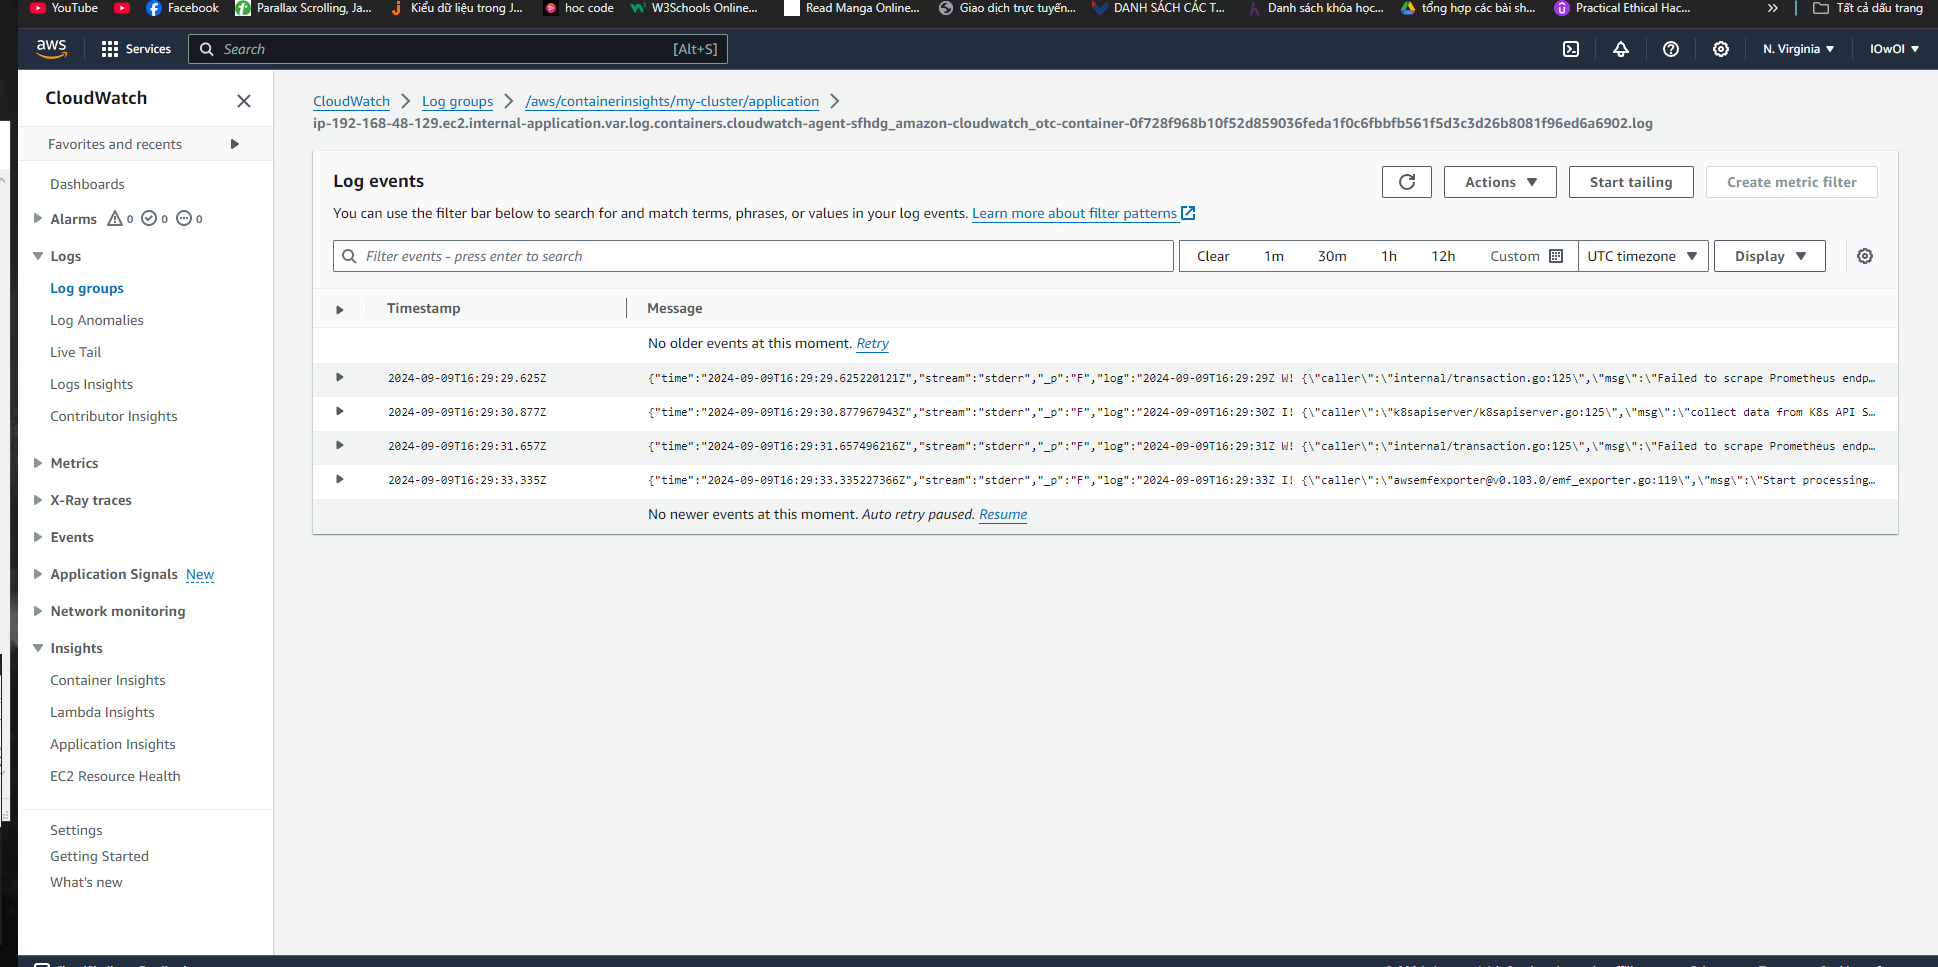 YouTube Facebook Parallax Scrolling, Ja... Kiểu dữ liệu trong J... hoc code W3Schools Online... Read Manga Online... Giao dịch trực tuyến... DANH SÁCH CÁC T... Danh sách khóa học... tổng hợp các bài sh... Practical Ethical Hac... » Tất cả dấu trang
aws Services Search [Alt+S] N. Virginia IOwOI
CloudWatch
Favorites and recents
Dashboards
Alarms 0 0 0
Logs
Log groups
Log Anomalies
Live Tail
Logs Insights
Contributor Insights
Metrics
X-Ray traces
Events
Application Signals New
Network monitoring
Insights
Container Insights
Lambda Insights
Application Insights
EC2 Resource Health
Settings
Getting Started
What's new
CloudWatch > Log groups > /aws/containerinsights/my-cluster/application >
ip-192-168-48-129.ec2.internal-application.var.log.containers.cloudwatch-agent-sfhdg_amazon-cloudwatch_otc-container-0f728f968b10f52d859036feda1f0c6fbbfb561f5d3c3d26b8081f96ed6a6902.log
Log events
Actions Start tailing Create metric filter
You can use the filter bar below to search for and match terms, phrases, or values in your log events. Learn more about filter patterns
Filter events - press enter to search Clear 1m 30m 1h 12h Custom UTC timezone Display
Timestamp Message
No older events at this moment. Retry
2024-09-09T16:29:29.625Z {"time":"2024-09-09T16:29:29.625220121Z","stream":"stderr","_p":"F","log":"2024-09-09T16:29:29Z W! {\"caller\":\"internal/transaction.go:125\",\"msg\":\"Failed to scrape Prometheus endp…
2024-09-09T16:29:30.877Z {"time":"2024-09-09T16:29:30.877967943Z","stream":"stderr","_p":"F","log":"2024-09-09T16:29:30Z I! {\"caller\":\"k8sapiserver/k8sapiserver.go:125\",\"msg\":\"collect data from K8s API S…
2024-09-09T16:29:31.657Z {"time":"2024-09-09T16:29:31.657496216Z","stream":"stderr","_p":"F","log":"2024-09-09T16:29:31Z W! {\"caller\":\"internal/transaction.go:125\",\"msg\":\"Failed to scrape Prometheus endp…
2024-09-09T16:29:33.335Z {"time":"2024-09-09T16:29:33.335227366Z","stream":"stderr","_p":"F","log":"2024-09-09T16:29:33Z I! {\"caller\":\"awsemfexporter@v0.103.0/emf_exporter.go:119\",\"msg\":\"Start processing…
No newer events at this moment. Auto retry paused. Resume